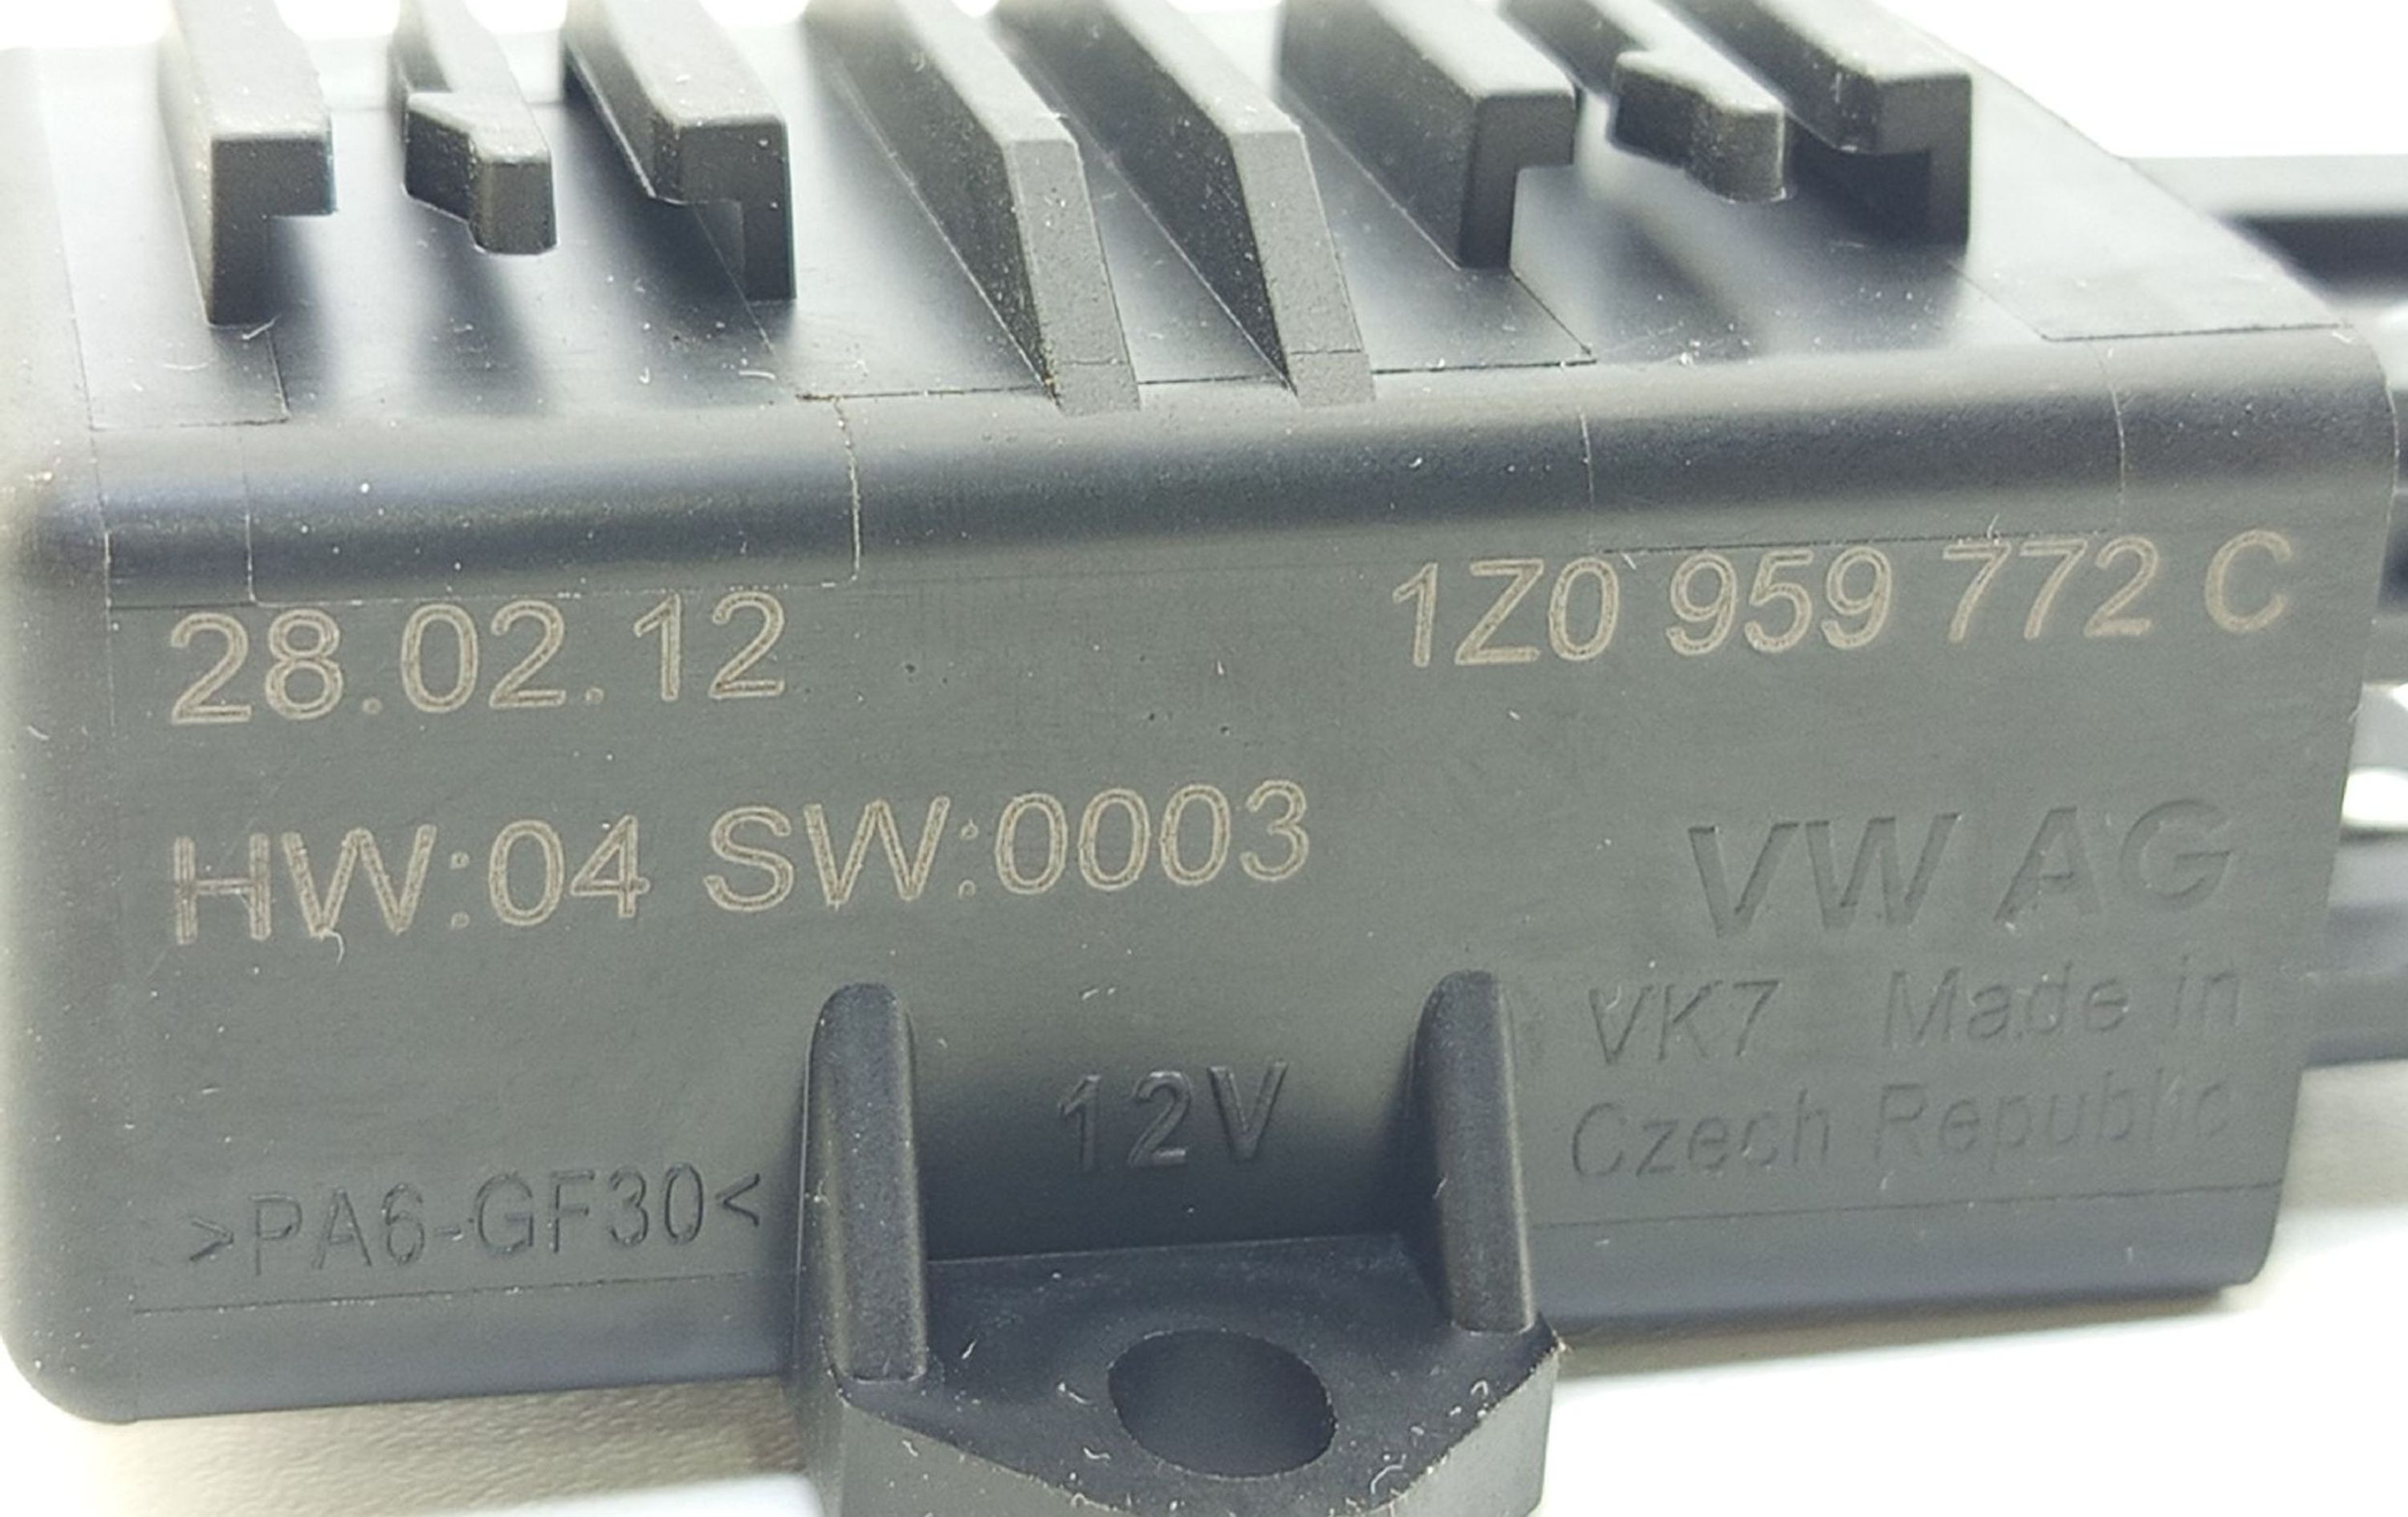 28.02.12
1Z0 959 772 C
HW:04 SW:0003
VW AG
VK7 Made in
Czech Republic
12V
>PA6-GF30<